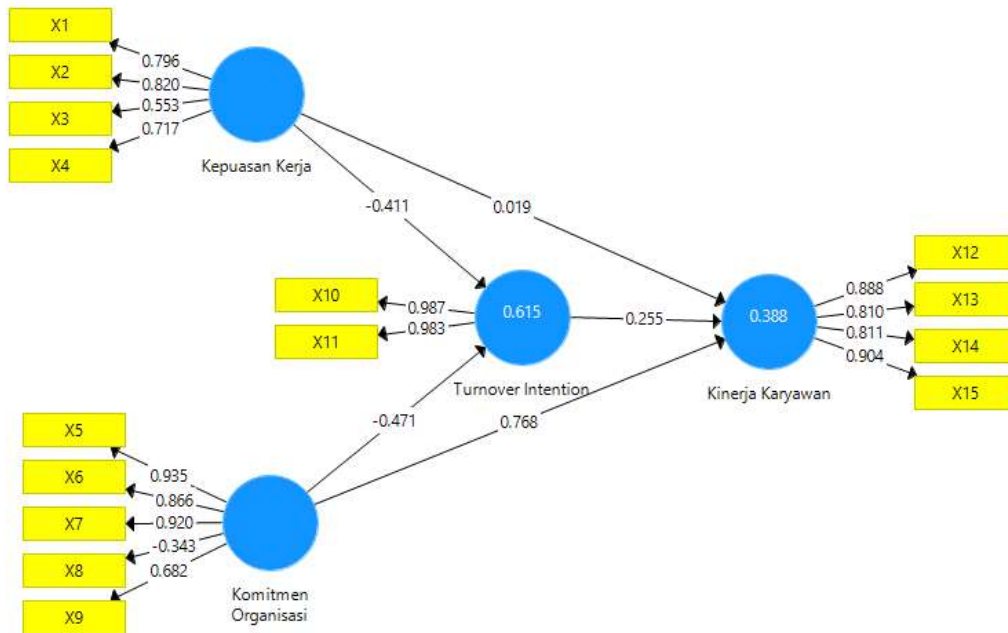 X1
X2
X3
X4
0.796
0.820
0.553
0.717
Kepuasan Kerja
-0.411
0.019
X10
X11
0.987
0.983
0.615
Turnover Intention
0.255
0.388
Kinerja Karyawan
0.888
0.810
0.811
0.904
X12
X13
X14
X15
-0.471
0.768
X5
X6
X7
X8
X9
0.935
0.866
0.920
-0.343
0.682
Komitmen
Organisasi